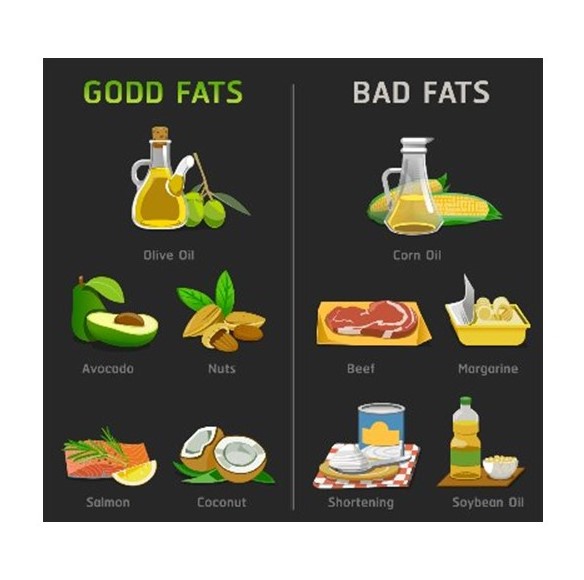 GODD FATS
Olive Oil
Avocado
Nuts
Salmon
Coconut
BAD FATS
Corn Oil
Beef
Margarine
Shortening
Soybean Oil